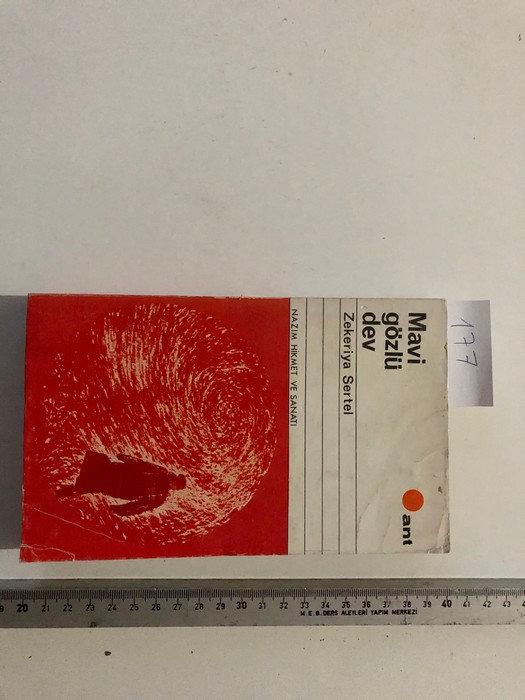 Mavi
gözlü
dev
Zekeriya Sertel
NAZIM HİKMET VE SANATI
ant
177
20 21 22 23 24 25 26 27 28 29 30 31 32 33 34 35 36 37 38 39 40 41 42 43
M.E.B. DERS ALETLERİ YAPIM MERKEZİ